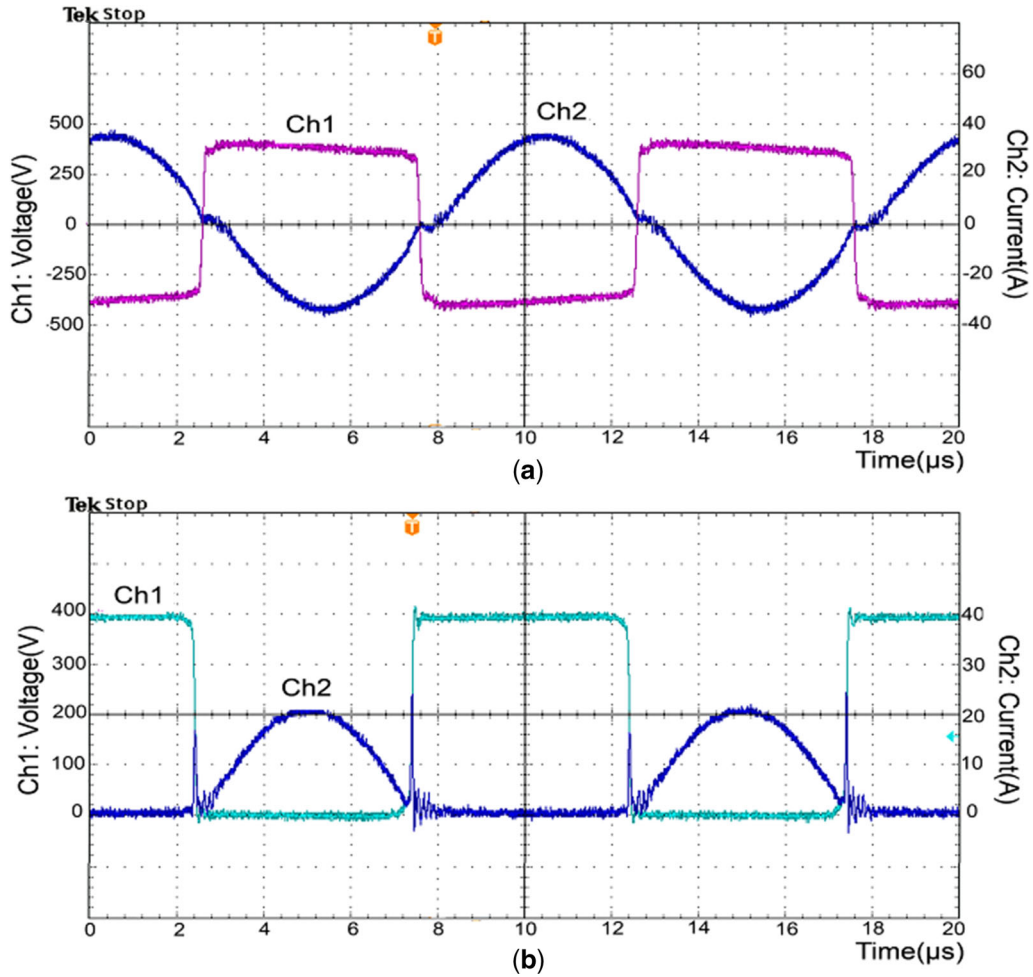 Tek Stop
T
60
500 Ch1 Ch2 40
250 20
0 0
-250 -20
-500 -40
Ch1: Voltage(V)
Ch2: Current(A)
0 2 4 6 8 10 12 14 16 18 20
Time(μs)
(a)
Tek Stop
T
Ch1
400 40
300 30
Ch2
200 20
100 10
0 0
Ch1: Voltage(V)
Ch2: Current(A)
0 2 4 6 8 10 12 14 16 18 20
Time(μs)
(b)